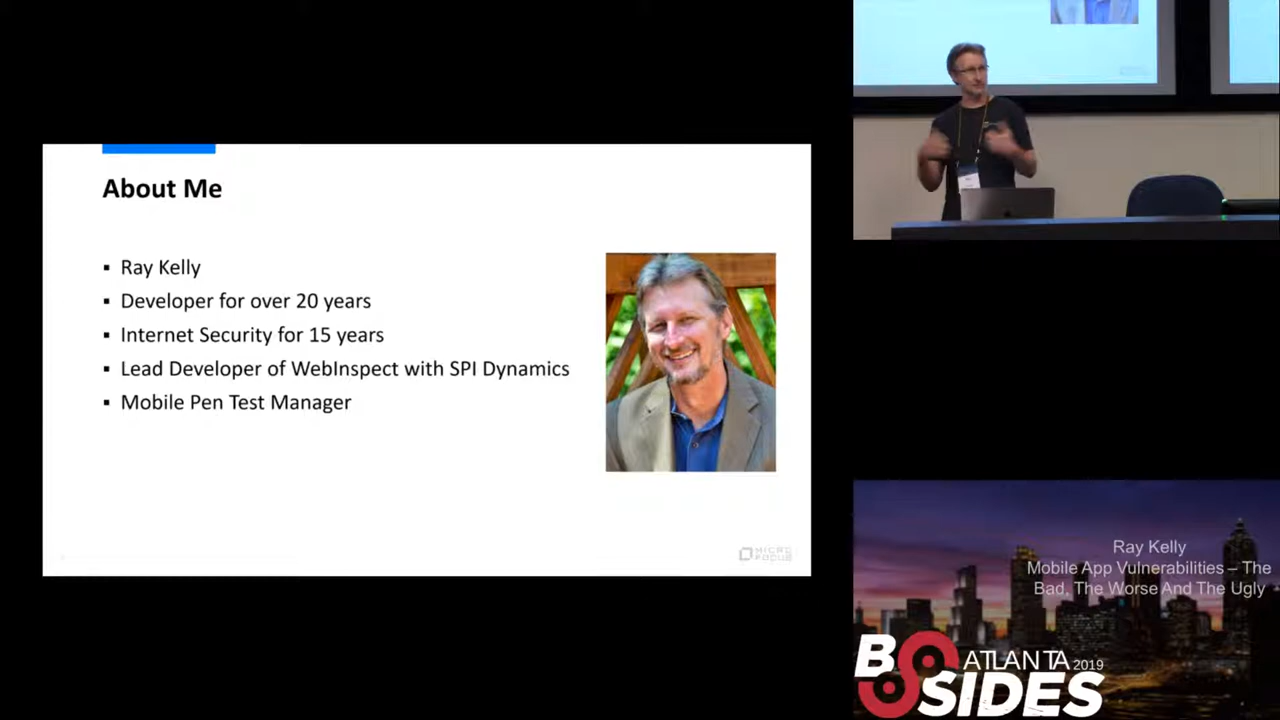 About Me
▪ Ray Kelly
▪ Developer for over 20 years
▪ Internet Security for 15 years
▪ Lead Developer of WebInspect with SPI Dynamics
▪ Mobile Pen Test Manager
MICRO
FOCUS
Ray Kelly
Mobile App Vulnerabilities – The
Bad, The Worse And The Ugly
BSIDES ATLANTA 2019